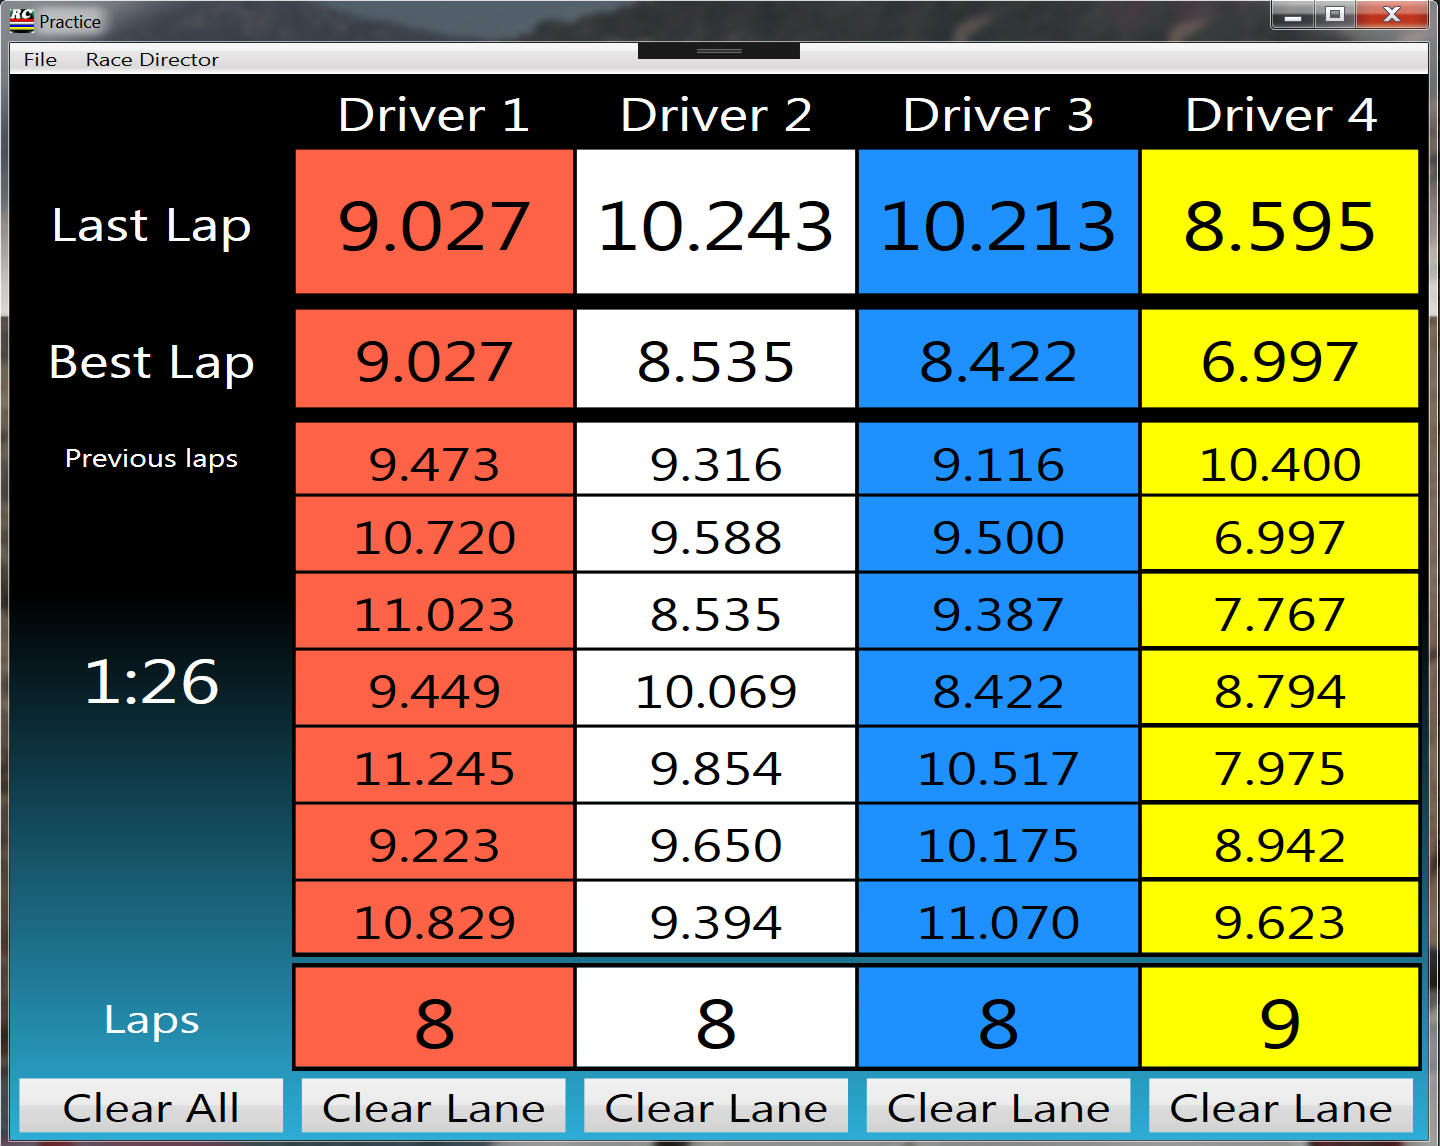 RC Practice
File Race Director
Driver 1 Driver 2 Driver 3 Driver 4
Last Lap 9.027 10.243 10.213 8.595
Best Lap 9.027 8.535 8.422 6.997
Previous laps 9.473 9.316 9.116 10.400
10.720 9.588 9.500 6.997
11.023 8.535 9.387 7.767
1:26 9.449 10.069 8.422 8.794
11.245 9.854 10.517 7.975
9.223 9.650 10.175 8.942
10.829 9.394 11.070 9.623
Laps 8 8 8 9
Clear All Clear Lane Clear Lane Clear Lane Clear Lane